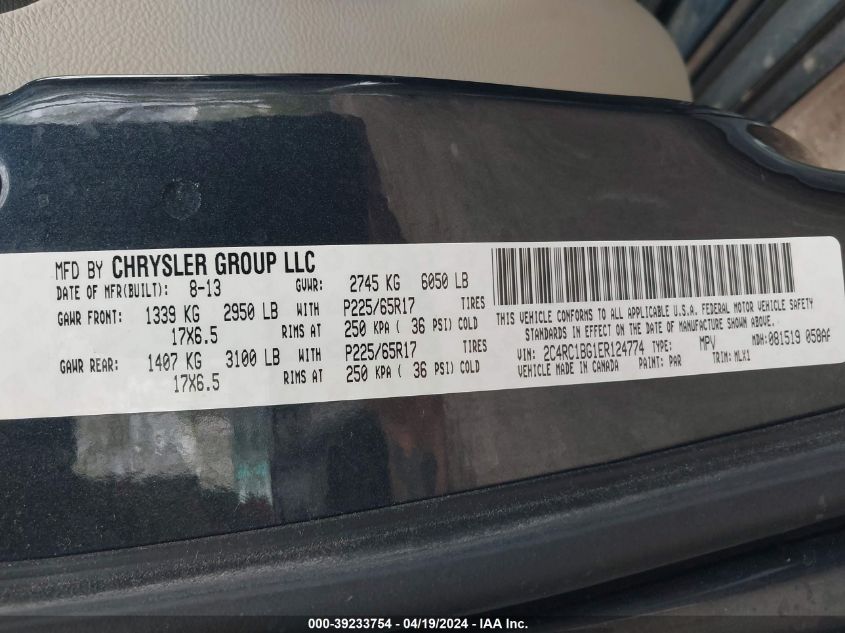 MFD BY CHRYSLER GROUP LLC
DATE OF MFR(BUILT): 8-13 GVWR: 2745 KG 6050 LB
GAWR FRONT: 1339 KG 2950 LB WITH P225/65R17 TIRES
17X6.5 RIMS AT 250 KPA ( 36 PSI) COLD
GAWR REAR: 1407 KG 3100 LB WITH P225/65R17 TIRES
17X6.5 RIMS AT 250 KPA ( 36 PSI) COLD
THIS VEHICLE CONFORMS TO ALL APPLICABLE U.S.A. FEDERAL MOTOR VEHICLE SAFETY
STANDARDS IN EFFECT ON THE DATE OF MANUFACTURE SHOWN ABOVE.
VIN: 2C4RC1BG1ER124774 TYPE: MPV MDH: 081519 058AF
VEHICLE MADE IN CANADA PAINT: PAR TRIM: MLX1
000-39233754 - 04/19/2024 - IAA Inc.